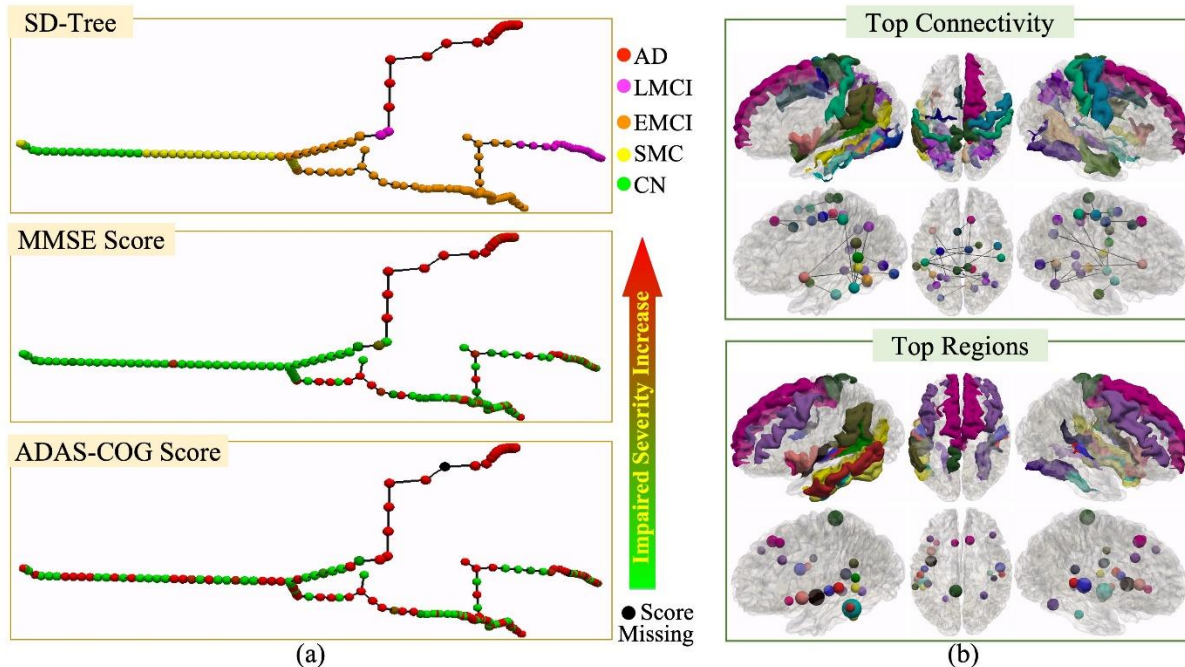 SD-Tree
AD
LMCI
EMCI
SMC
CN
MMSE Score
ADAS-COG Score
Impaired Severity Increase
Score
Missing
(a)
Top Connectivity
Top Regions
(b)